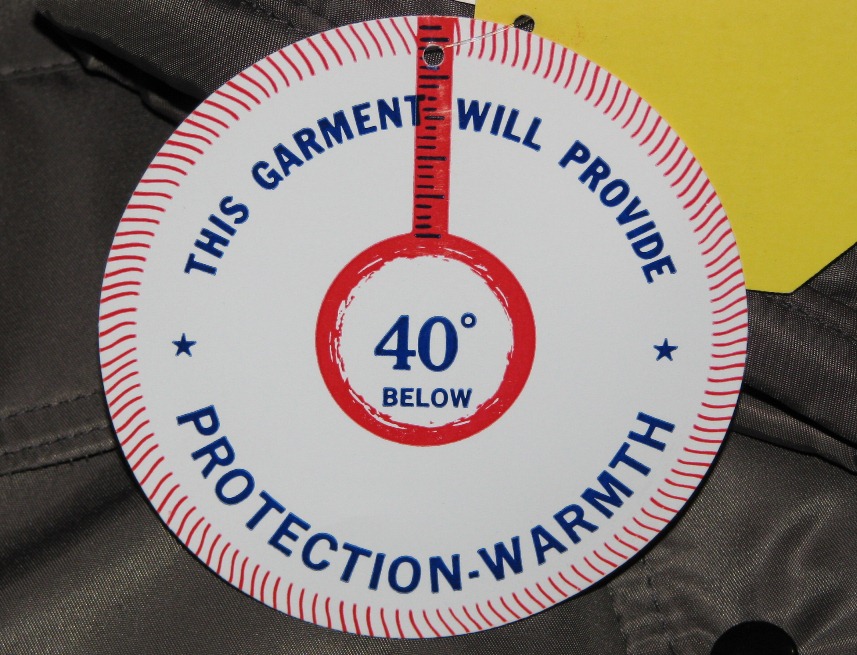 THIS GARMENT WILL PROVIDE
40°
BELOW
PROTECTION-WARMTH